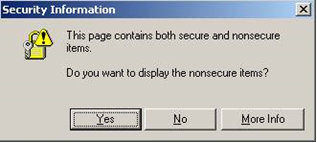 Security Information
This page contains both secure and nonsecure
items.
Do you want to display the nonsecure items?
Yes
No
More Info